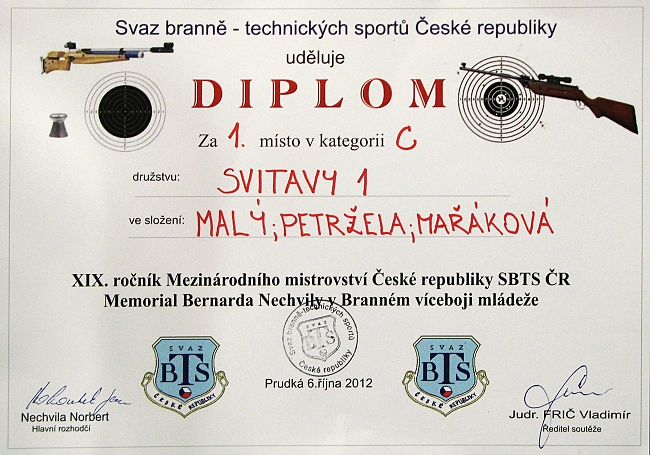 Svaz branně - technických sportů České republiky
uděluje
DIPLOM
Za 1. místo v kategorii C
družstvu: SVITAVY 1
ve složení: MALÝ; PETRŽELA; MAŘÁKOVÁ
XIX. ročník Mezinárodního mistrovství České republiky SBTS ČR
Memorial Bernarda Nechvily v Branném víceboji mládeže
Svaz branně-technických sportů
SVAZ
BTS
České republiky
SVAZ
BTS
ČESKÉ REPUBLIKY
SVAZ
BTS
ČESKÉ REPUBLIKY
Prudká 6.října 2012
Nechvila Norbert
Hlavní rozhodčí
Judr. FRIČ Vladimír
Ředitel soutěže